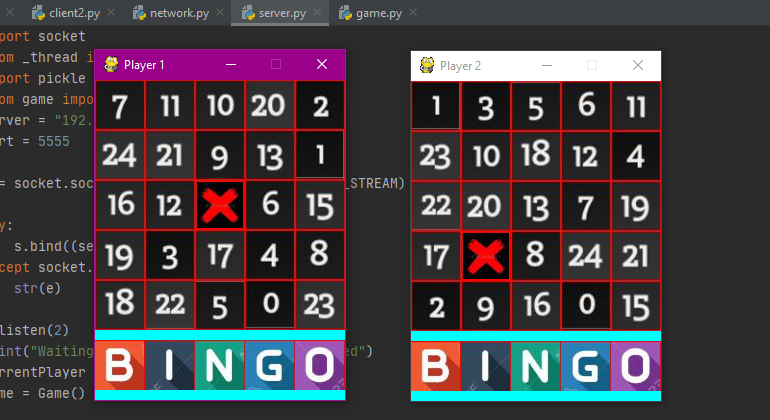 client2.py network.py server.py game.py
port socket
om _thread i
port pickle
om game impo
erver = "192.
rt = 5555
= socket.soc _STREAM)
y:
s.bind((se
cept socket.
str(e)
listen(2)
int("Waiting ed")
rrentPlayer
me = Game()
Player 1
7 11 10 20 2
24 21 9 13 1
16 12 6 15
19 3 17 4 8
18 22 5 0 23
B I N G O
Player 2
1 3 5 6 11
23 10 18 12 4
22 20 13 7 19
17 8 24 21
2 9 16 0 15
B I N G O